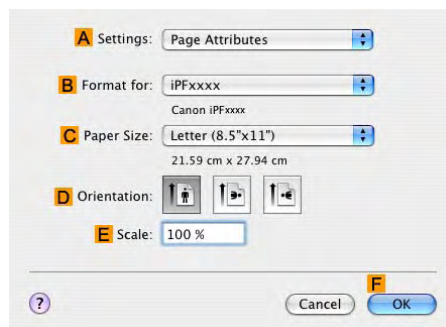 A Settings: Page Attributes
B Format for: iPFxxxx
Canon iPFxxxx
C Paper Size: Letter (8.5"x11")
21.59 cm x 27.94 cm
D Orientation:
E Scale: 100 %
F
? Cancel OK